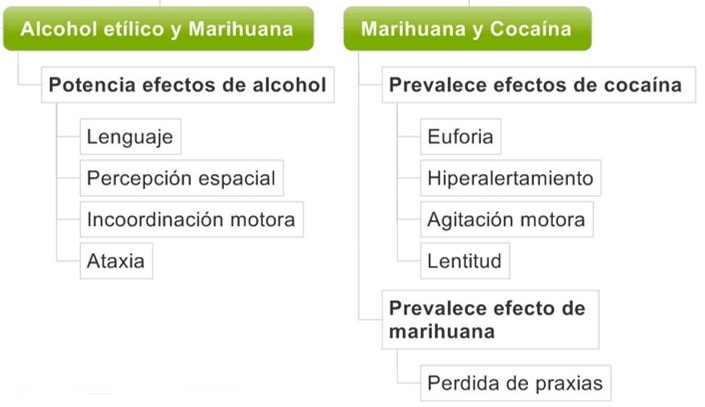 Alcohol etílico y Marihuana
Potencia efectos de alcohol
Lenguaje
Percepción espacial
Incoordinación motora
Ataxia
Marihuana y Cocaína
Prevalece efectos de cocaína
Euforia
Hiperalertamiento
Agitación motora
Lentitud
Prevalece efecto de
marihuana
Perdida de praxias